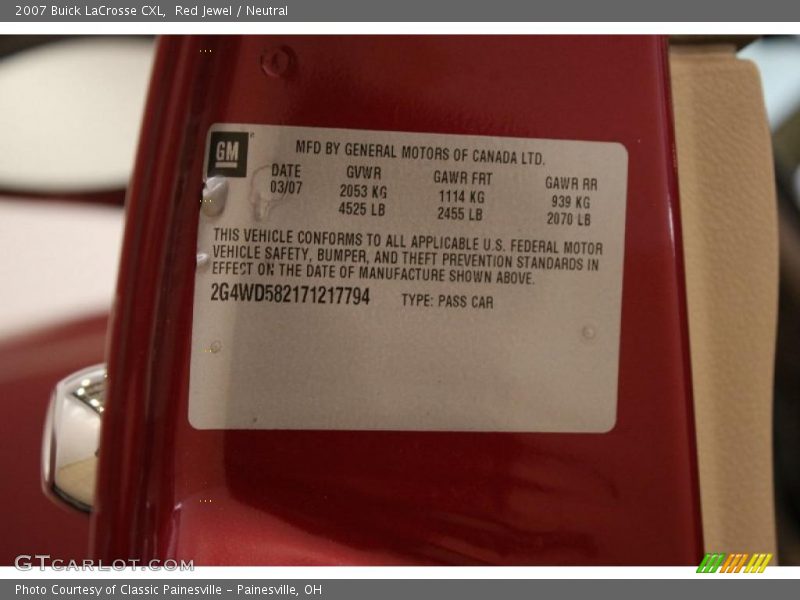 2007 Buick LaCrosse CXL, Red Jewel / Neutral
GM
MFD BY GENERAL MOTORS OF CANADA LTD.
DATE GVWR GAWR FRT GAWR RR
03/07 2053 KG 1114 KG 939 KG
4525 LB 2455 LB 2070 LB
THIS VEHICLE CONFORMS TO ALL APPLICABLE U.S. FEDERAL MOTOR
VEHICLE SAFETY, BUMPER, AND THEFT PREVENTION STANDARDS IN
EFFECT ON THE DATE OF MANUFACTURE SHOWN ABOVE.
2G4WD582171217794 TYPE: PASS CAR
GTCARLOT.COM
Photo Courtesy of Classic Painesville - Painesville, OH